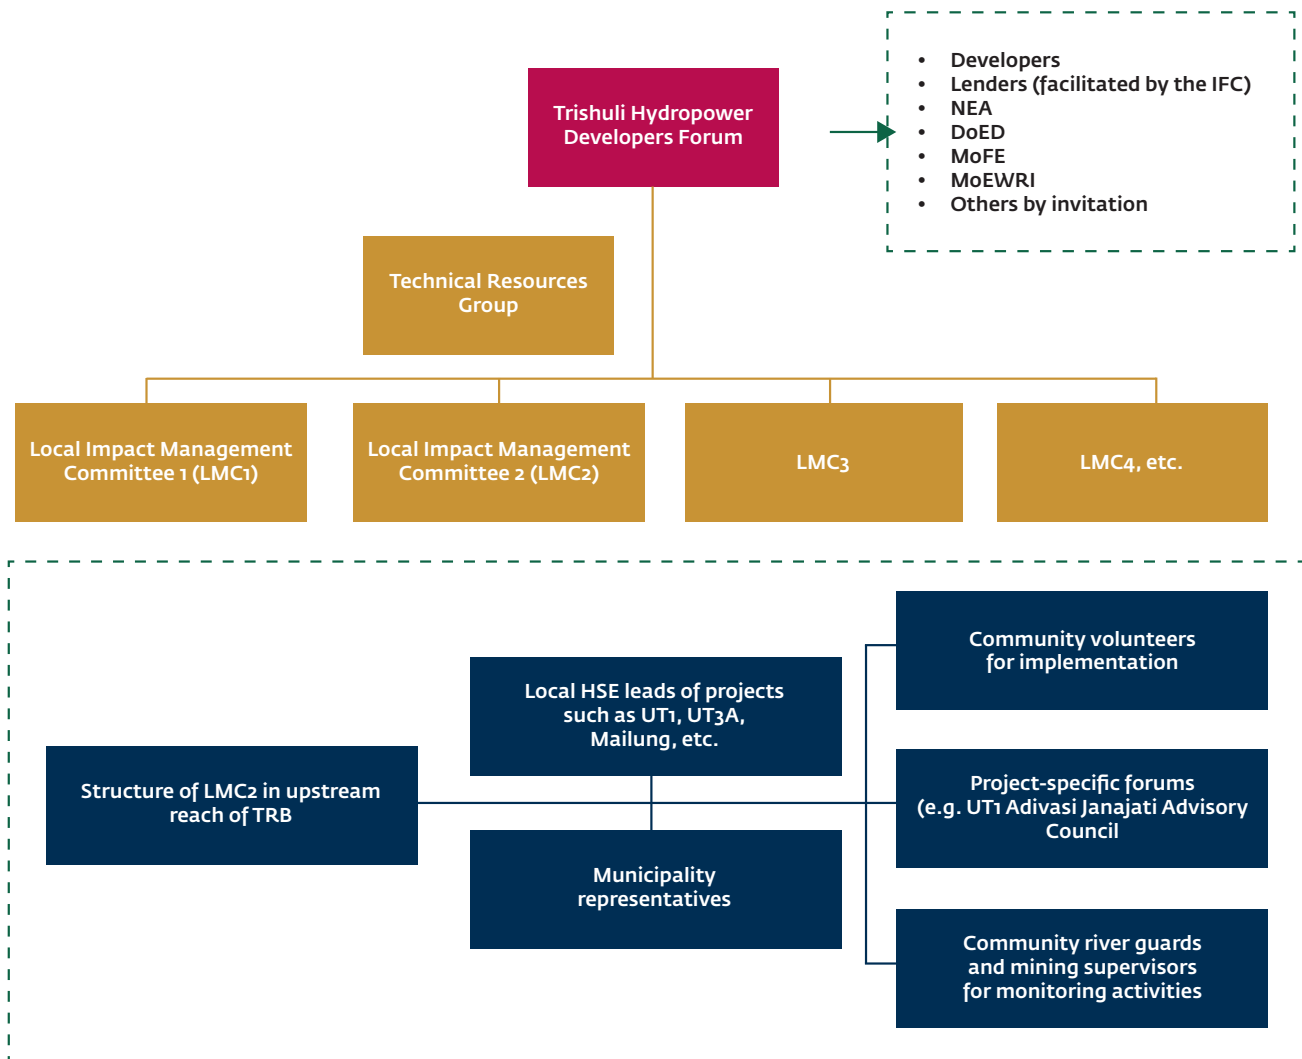 Trishuli Hydropower
Developers Forum
• Developers
• Lenders (facilitated by the IFC)
• NEA
• DoED
• MoFE
• MoEWRI
• Others by invitation
Technical Resources
Group
Local Impact Management
Committee 1 (LMC1)
Local Impact Management
Committee 2 (LMC2)
LMC3
LMC4, etc.
Structure of LMC2 in upstream
reach of TRB
Local HSE leads of projects
such as UT1, UT3A,
Mailung, etc.
Municipality
representatives
Community volunteers
for implementation
Project-specific forums
(e.g. UT1 Adivasi Janajati Advisory
Council
Community river guards
and mining supervisors
for monitoring activities